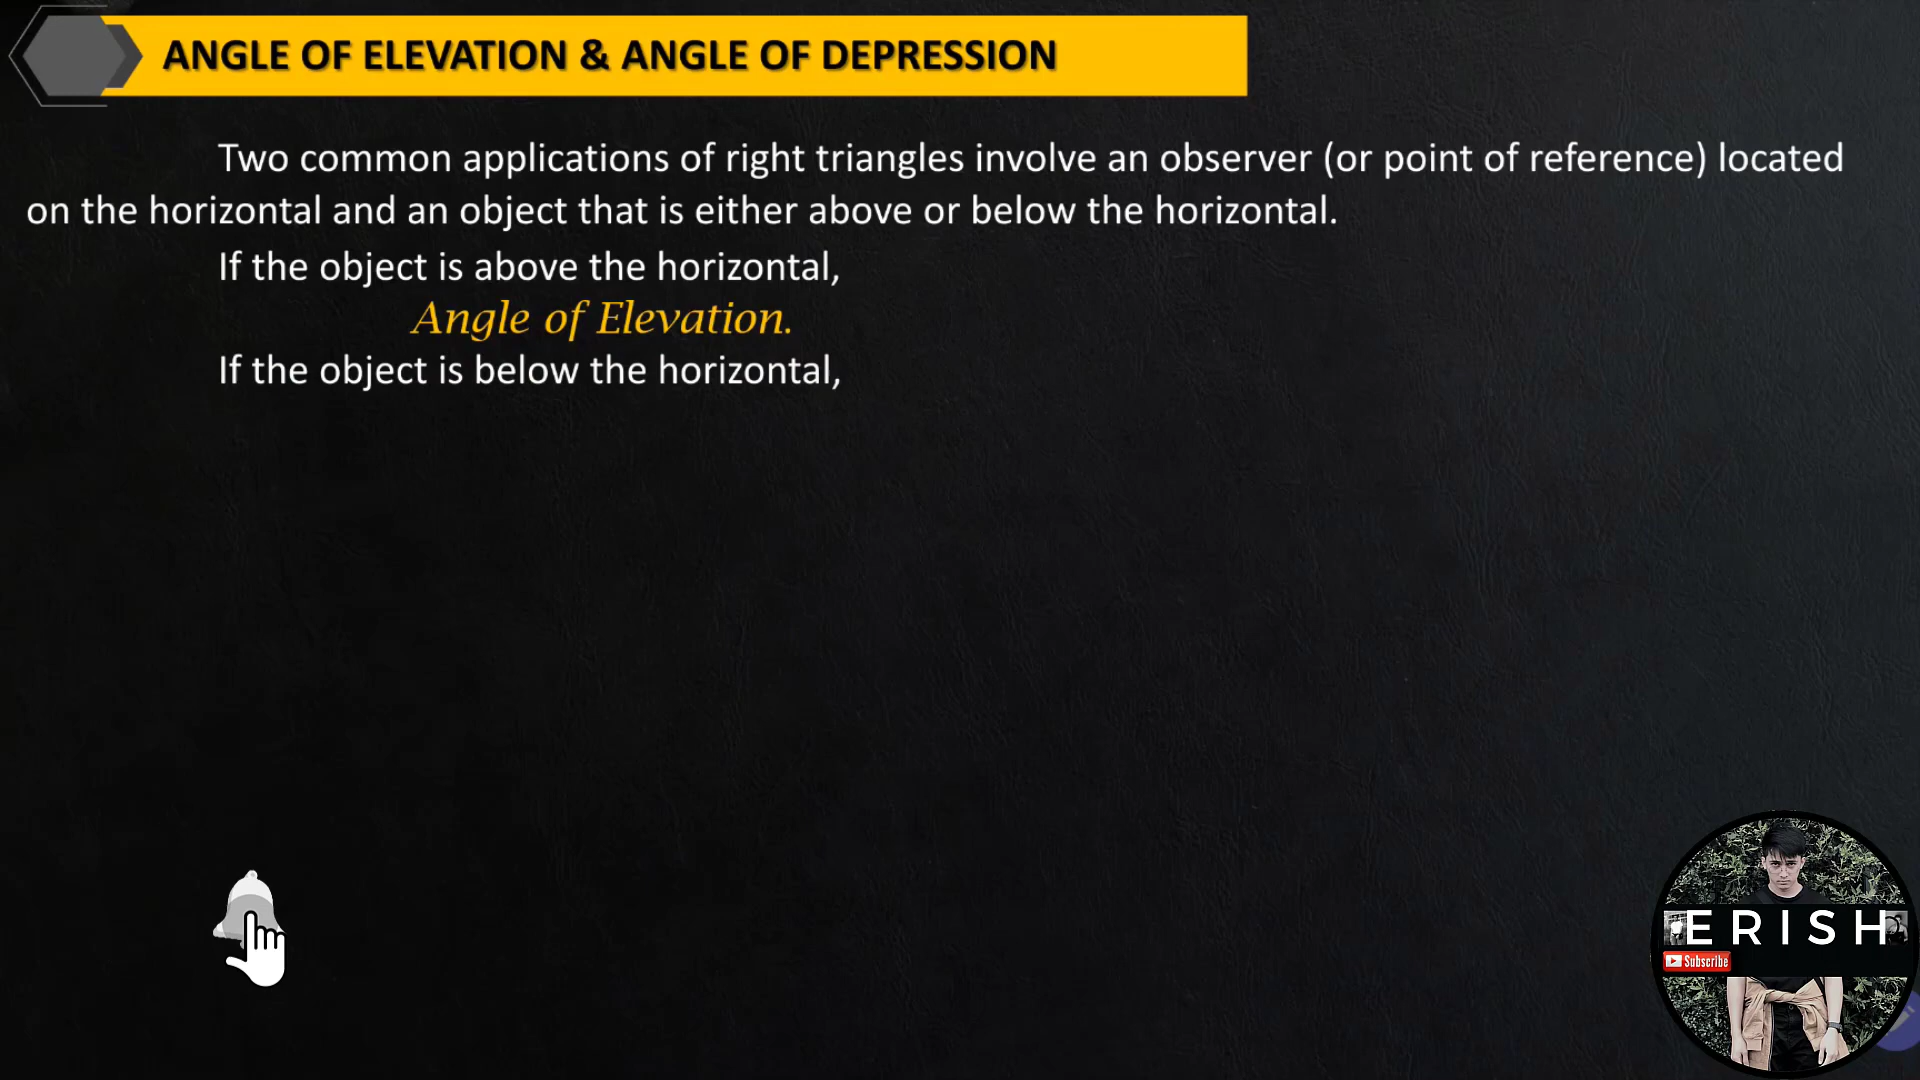 ANGLE OF ELEVATION & ANGLE OF DEPRESSION
Two common applications of right triangles involve an observer (or point of reference) located
on the horizontal and an object that is either above or below the horizontal.
If the object is above the horizontal,
Angle of Elevation.
If the object is below the horizontal,
ERISH
Subscribe